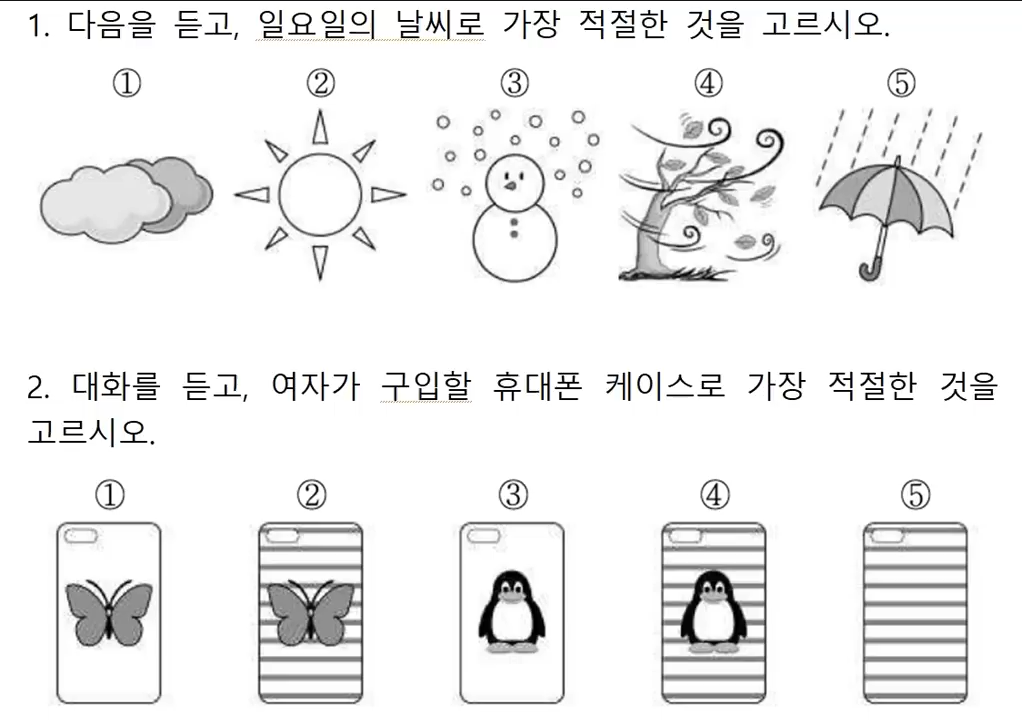 1. 다음을 듣고, 일요일의 날씨로 가장 적절한 것을 고르시오.
① ② ③ ④ ⑤
2. 대화를 듣고, 여자가 구입할 휴대폰 케이스로 가장 적절한 것을
고르시오.
① ② ③ ④ ⑤